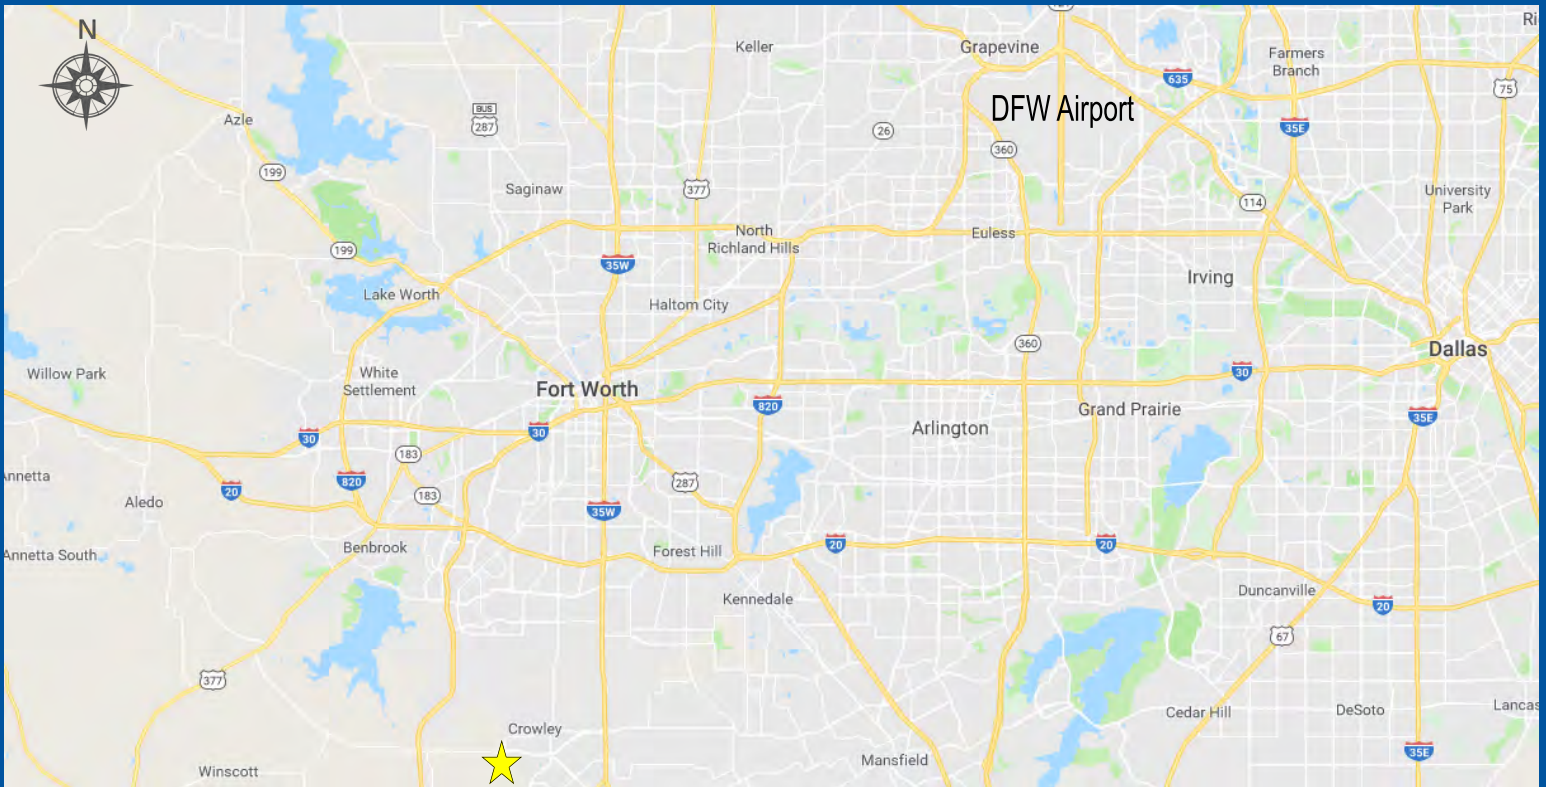 N
Keller
Grapevine
Farmers
Branch
635
75
DFW Airport
BUS
287
Azle
26
35E
360
199
Saginaw
377
University
Park
114
North
Richland Hills
Euless
199
35W
Irving
Lake Worth
Haltom City
360
Dallas
Willow Park
White
Settlement
Fort Worth
30
820
Grand Prairie
35E
Arlington
30
30
183
Annetta
820
20
183
287
Aledo
35W
20
20
Benbrook
Forest Hill
Annetta South
Duncanville
Kennedale
20
67
377
Crowley
Cedar Hill
DeSoto
Lancas
35E
Mansfield
Winscott